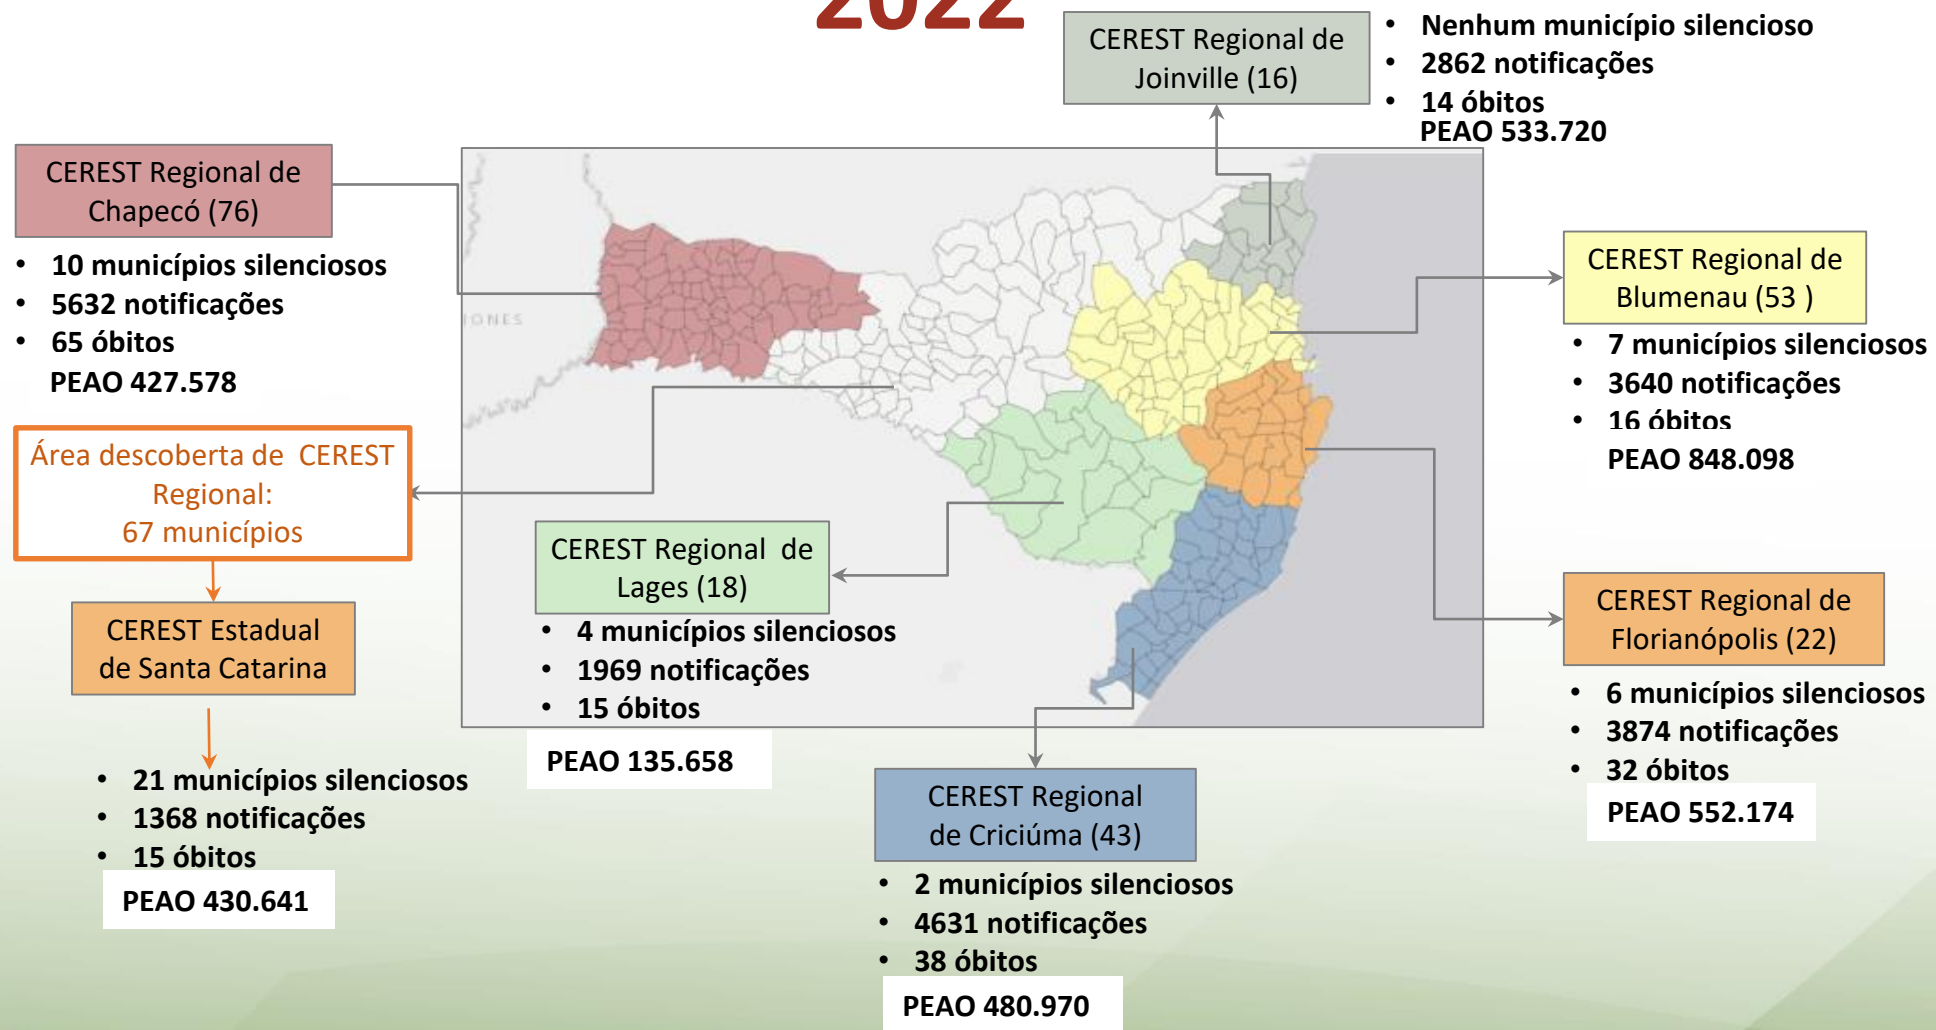 2022
CEREST Regional de
Joinville (16)
• Nenhum município silencioso
• 2862 notificações
• 14 óbitos
PEAO 533.720
CEREST Regional de
Chapecó (76)
• 10 municípios silenciosos
• 5632 notificações
• 65 óbitos
PEAO 427.578
IONES
CEREST Regional de
Blumenau (53 )
• 7 municípios silenciosos
• 3640 notificações
• 16 óbitos
PEAO 848.098
Área descoberta de CEREST
Regional:
67 municípios
CEREST Estadual
de Santa Catarina
• 21 municípios silenciosos
• 1368 notificações
• 15 óbitos
PEAO 430.641
CEREST Regional de
Lages (18)
• 4 municípios silenciosos
• 1969 notificações
• 15 óbitos
PEAO 135.658
CEREST Regional
de Criciúma (43)
• 2 municípios silenciosos
• 4631 notificações
• 38 óbitos
PEAO 480.970
CEREST Regional de
Florianópolis (22)
• 6 municípios silenciosos
• 3874 notificações
• 32 óbitos
PEAO 552.174